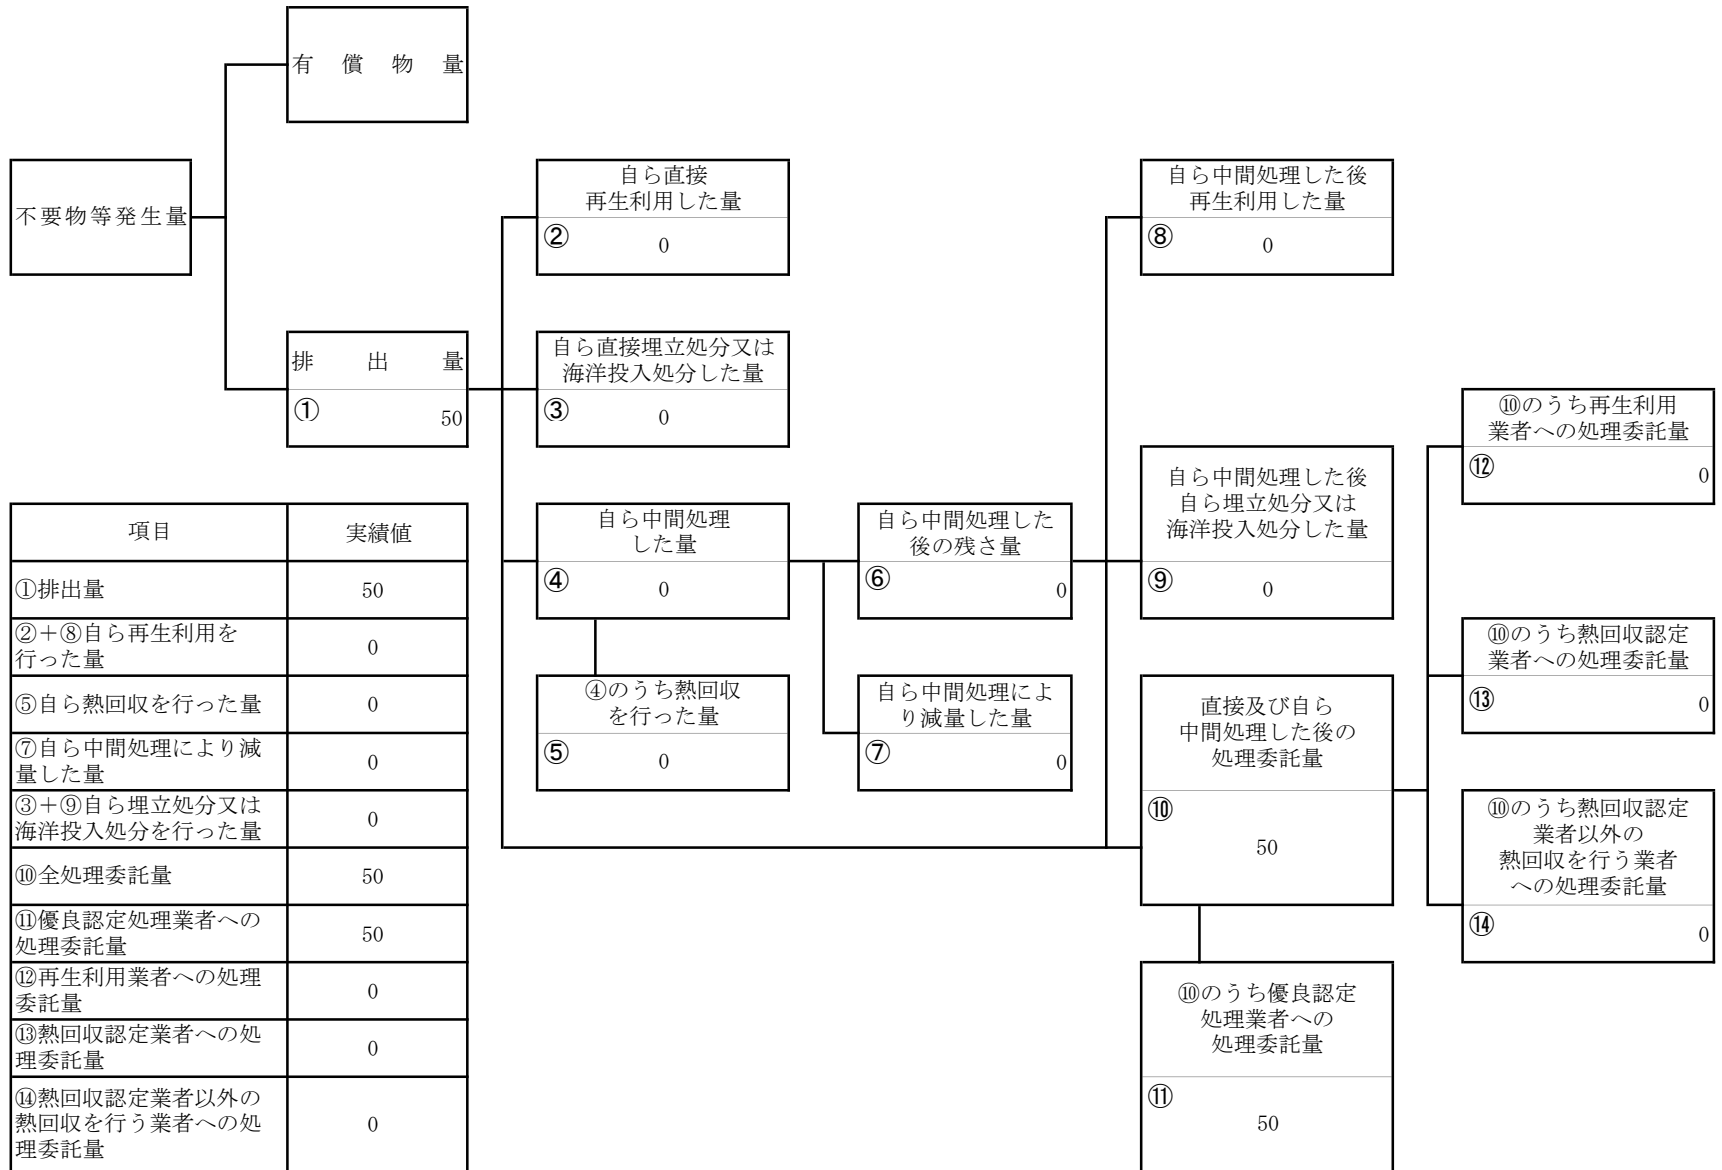 有償物量
不要物等発生量
排出量
①
50
自ら直接
再生利用した量
②
0
自ら直接埋立処分又は
海洋投入処分した量
③
0
自ら中間処理
した量
④
0
④のうち熱回収
を行った量
⑤
0
自ら中間処理した
後の残さ量
⑥
0
自ら中間処理によ
り減量した量
⑦
0
自ら中間処理した後
再生利用した量
⑧
0
自ら中間処理した後
自ら埋立処分又は
海洋投入処分した量
⑨
0
直接及び自ら
中間処理した後の
処理委託量
⑩
50
⑩のうち優良認定
処理業者への
処理委託量
⑪
50
⑩のうち再生利用
業者への処理委託量
⑫
0
⑩のうち熱回収認定
業者への処理委託量
⑬
0
⑩のうち熱回収認定
業者以外の
熱回収を行う業者
への処理委託量
⑭
0
項目 実績値
①排出量 50
②+⑧自ら再生利用を
行った量
0
⑤自ら熱回収を行った量 0
⑦自ら中間処理により減
量した量
0
③+⑨自ら埋立処分又は
海洋投入処分を行った量
0
⑩全処理委託量 50
⑪優良認定処理業者への
処理委託量
50
⑫再生利用業者への処理
委託量
0
⑬熱回収認定業者への処
理委託量
0
⑭熱回収認定業者以外の
熱回収を行う業者への処
理委託量
0